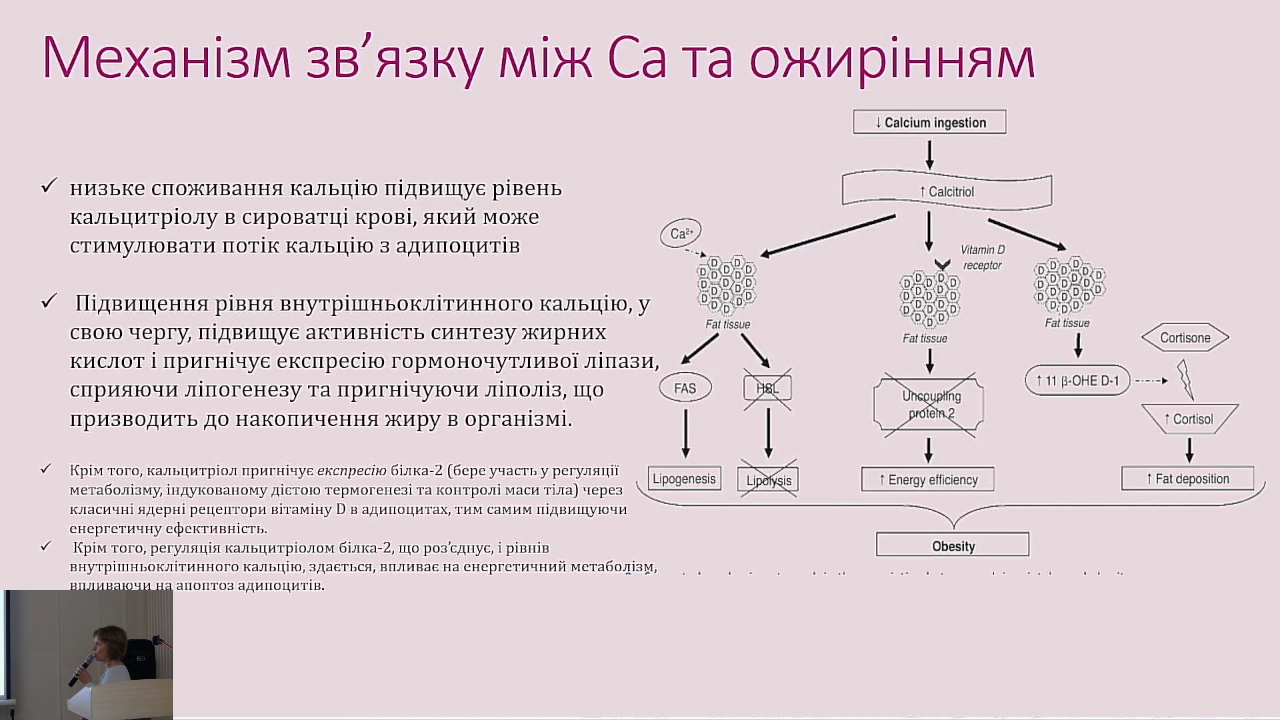 Механізм зв’язку між Са та ожирінням
✓ низьке споживання кальцію підвищує рівень
кальцитріолу в сироватці крові, який може
стимулювати потік кальцію з адипоцитів
✓ Підвищення рівня внутрішньоклітинного кальцію, у
свою чергу, підвищує активність синтезу жирних
кислот і пригнічує експресію гормоночутливої ліпази,
сприяючи ліпогенезу та пригнічуючи ліполіз, що
призводить до накопичення жиру в організмі.
✓ Крім того, кальцитріол пригнічує експресію білка-2 (бере участь у регуляції
метаболізму, індукованому дією термогенезі та контролі маси тіла) через
класичні ядерні рецептори вітаміну D в адипоцитах, тим самим підвищуючи
енергетичну ефективність.
✓ Крім того, регуляція кальцитріолом білка-2, що роз’єднує, і рівнів
внутрішньоклітинного кальцію, здається, впливає на енергетичний метаболізм,
впливаючи на апоптоз адипоцитів.
↓ Calcium ingestion
↑ Calcitriol
Ca²⁺
Vitamin D
receptor
Fat tissue
Fat tissue
Fat tissue
Cortisone
FAS
HSL
Uncoupling
protein 2
↑ 11 β-OHE D-1
↑ Cortisol
Lipogenesis
Lipolysis
↑ Energy efficiency
↑ Fat deposition
Obesity